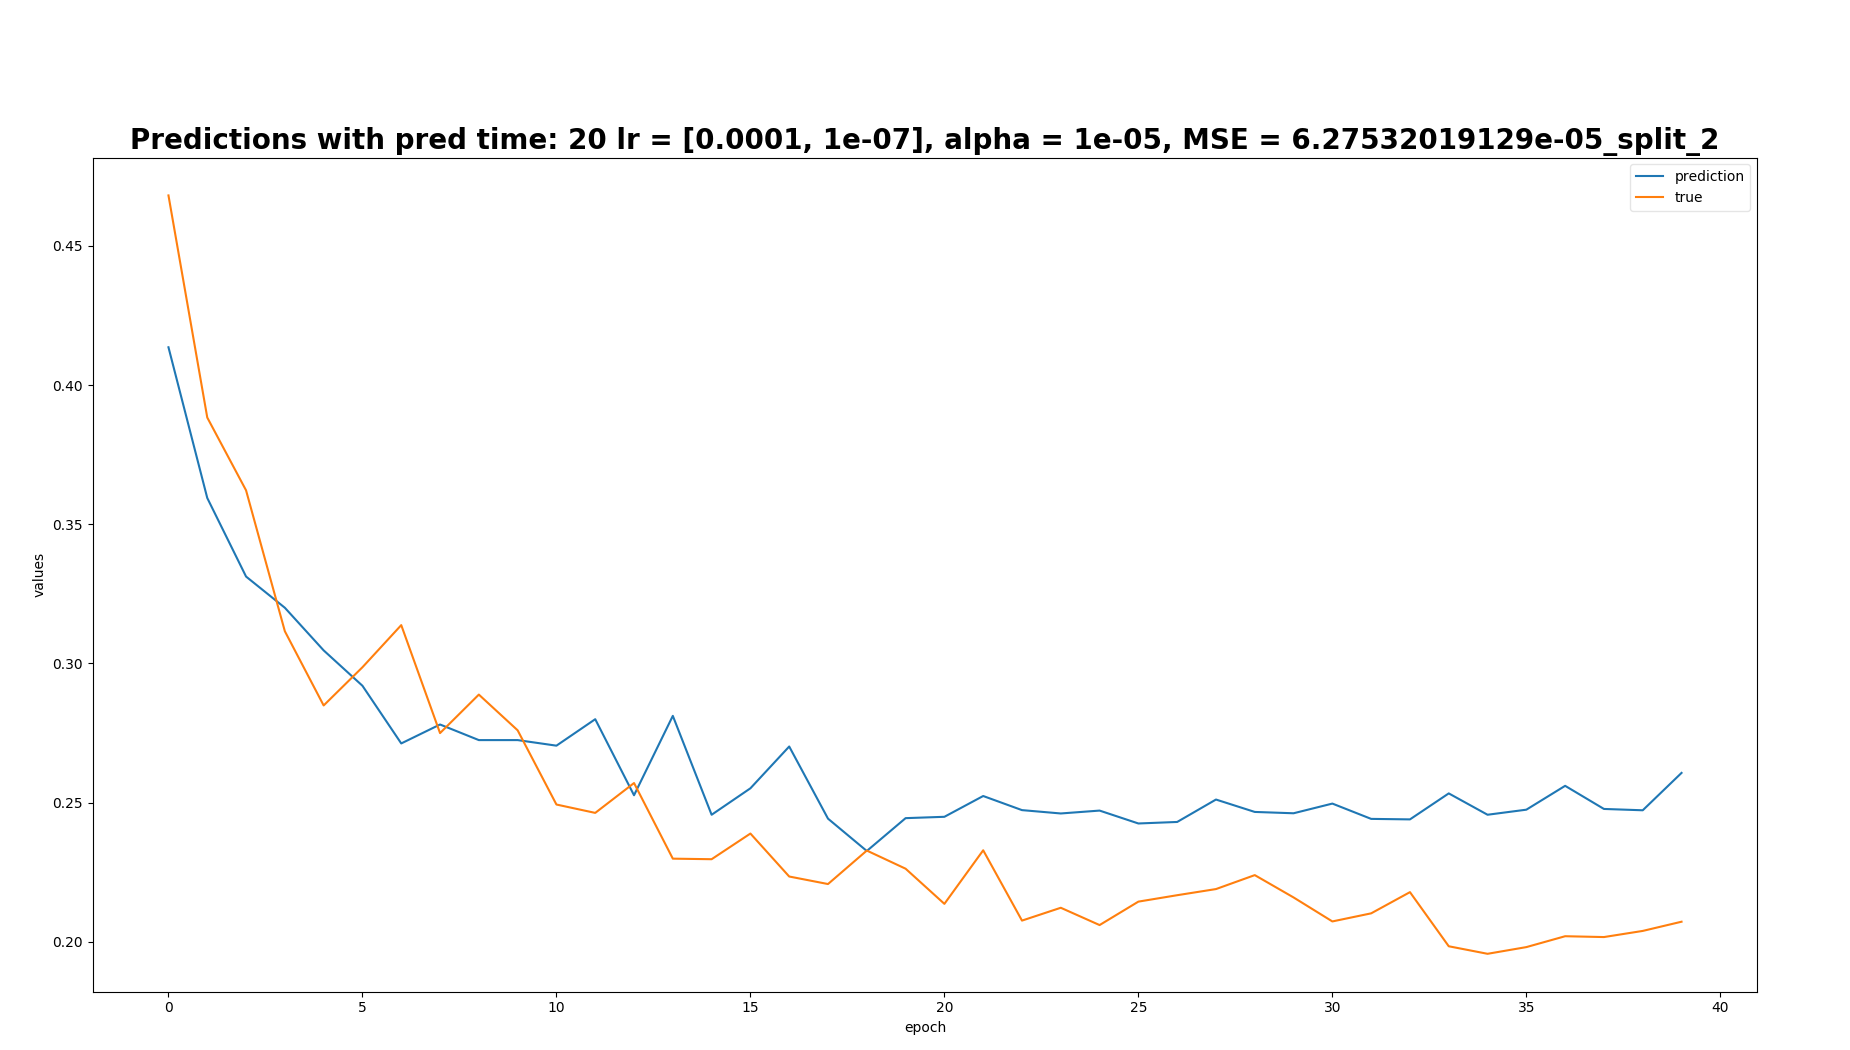 Predictions with pred time: 20 lr = [0.0001, 1e-07], alpha = 1e-05, MSE = 6.27532019129e-05_split_2
prediction
true
0.45
0.40
0.35
0.30
0.25
0.20
values
0 5 10 15 20 25 30 35 40
epoch